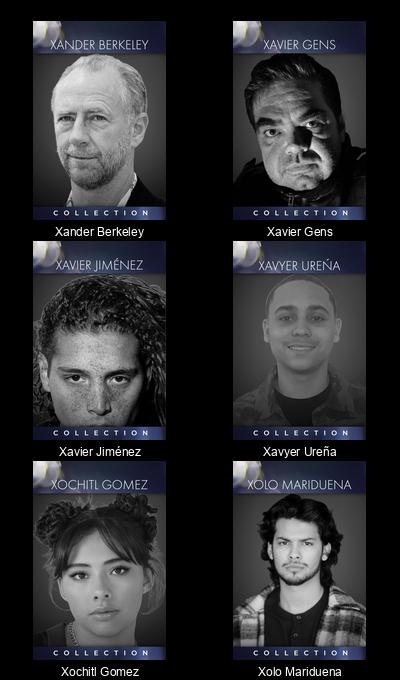 XANDER BERKELEY
COLLECTION
Xander Berkeley
XAVIER GENS
COLLECTION
Xavier Gens
XAVIER JIMÉNEZ
COLLECTION
Xavier Jiménez
XAVYER UREÑA
COLLECTION
Xavyer Ureña
XOCHITL GOMEZ
COLLECTION
Xochitl Gomez
XOLO MARIDUENA
COLLECTION
Xolo Mariduena